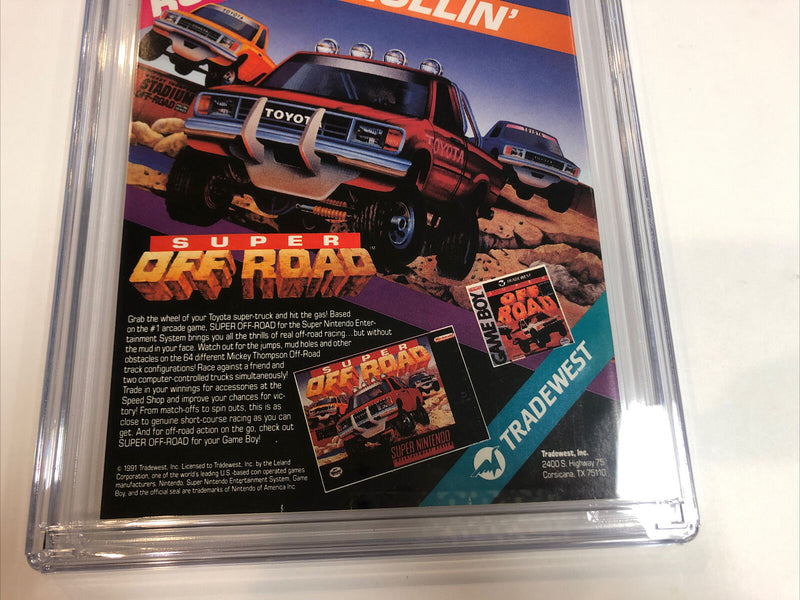 ROLLIN'
TOYOTA
STADIUM
OFF-ROAD
TOYOT
TOYOTA
TOYOTA
SUPER
OFF ROAD
™
Grab the wheel of your Toyota super-truck and hit the gas! Based
on the #1 arcade game, SUPER OFF-ROAD for the Super Nintendo Enter-
tainment System brings you all the thrills of real off-road racing...but without
the mud in your face. Watch out for the jumps, mud holes and other
obstacles on the 64 different Mickey Thompson Off-Road
track configurations! Race against a friend and
two computer-controlled trucks simultaneously!
Trade in your winnings for accessories at the
Speed Shop and improve your chances for vic-
tory! From match-offs to spin outs, this is as
close to genuine short-course racing as you can
get. And for off-road action on the go, check out
SUPER OFF-ROAD for your Game Boy!
© 1991 Tradewest, Inc. Licensed to Tradewest, Inc. by the Leland
Corporation, one of the world's leading U.S.-based coin operated games
manufacturers. Nintendo, Super Nintendo Entertainment System, Game
Boy, and the official seal are trademarks of Nintendo of America Inc
SUPER
OFF ROAD
Nintendo
SUPER NINTENDO
GAME BOY
TRADEWEST
OFF
ROAD
TRADEWEST
Tradewest, Inc.
2400 S. Highway 75
Corsicana, TX 75110